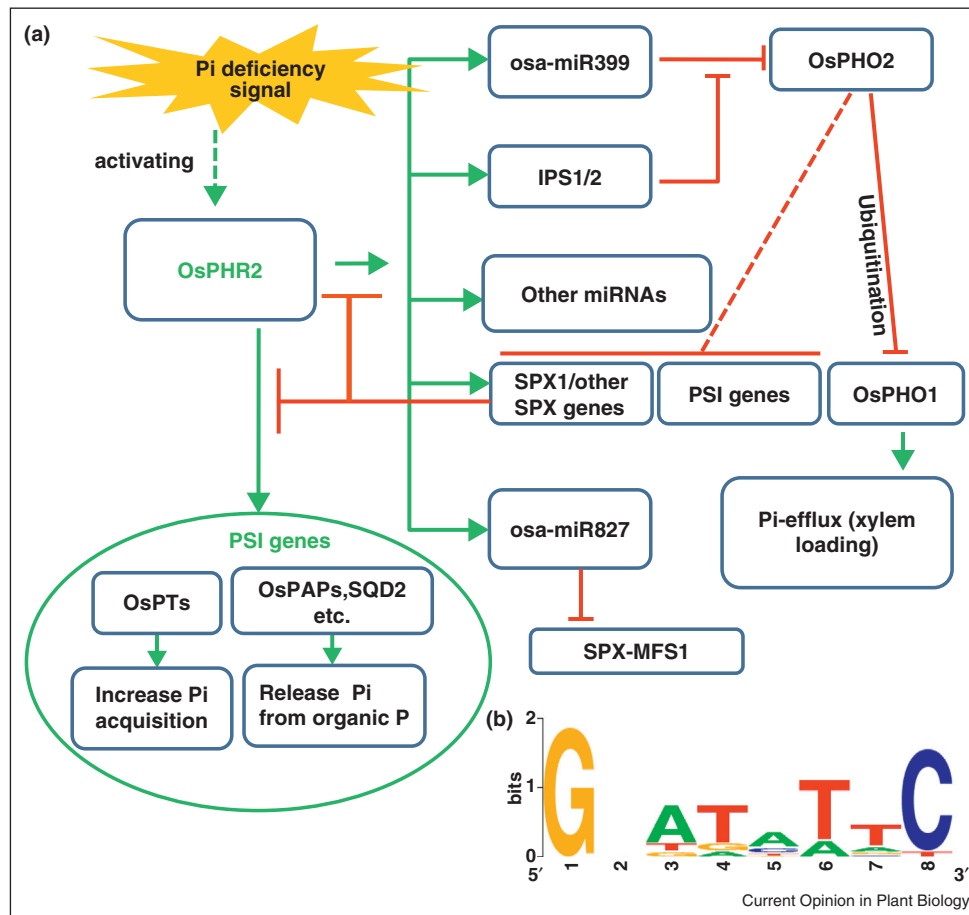 (a)
Pi deficiency
signal
activating
OsPHR2
osa-miR399
OsPHO2
IPS1/2
Ubiquitination
Other miRNAs
SPX1/other
SPX genes
PSI genes
OsPHO1
osa-miR827
Pi-efflux (xylem
loading)
SPX-MFS1
PSI genes
OsPTs
OsPAPs,SQD2
etc.
Increase Pi
acquisition
Release Pi
from organic P
(b)
2
bits
1
0
G A T A T T C
T G C A A
G A T T
5′ 1 2 3 4 5 6 7 8 3′
Current Opinion in Plant Biology